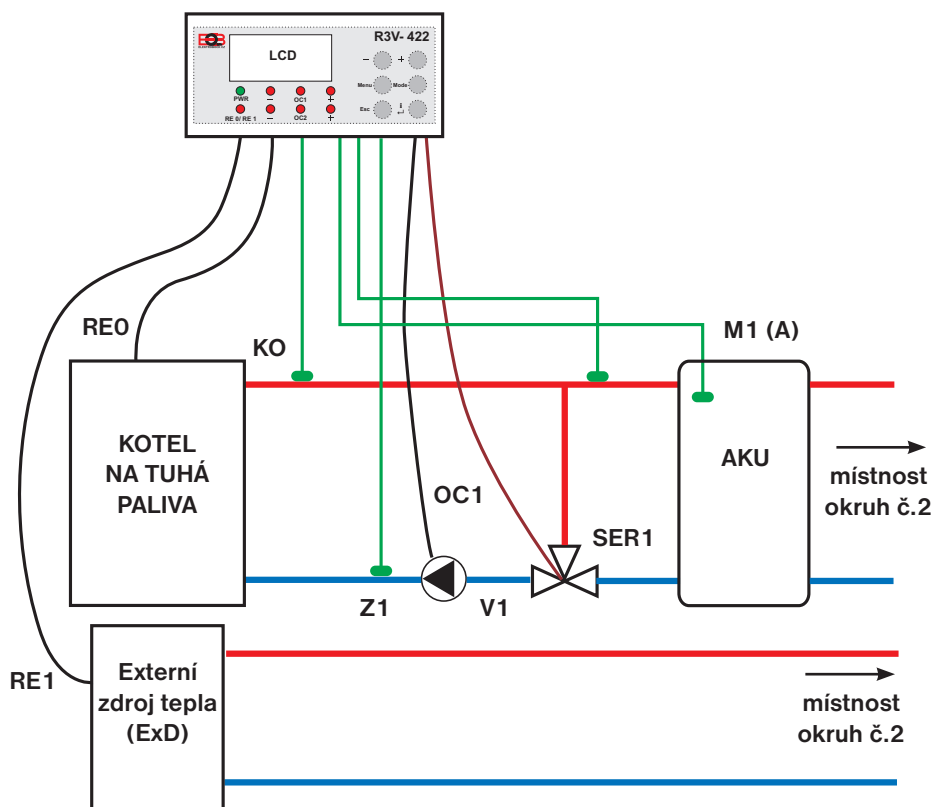 R3V- 422
LCD
PWR
OC1
RE 0/ RE 1
OC2
Menu
Mode
Esc
i
RE0
KO
M1 (A)
KOTEL
NA TUHÁ
PALIVA
AKU
místnost
okruh č.2
OC1
SER1
Z1
V1
RE1
Externí
zdroj tepla
(ExD)
místnost
okruh č.2